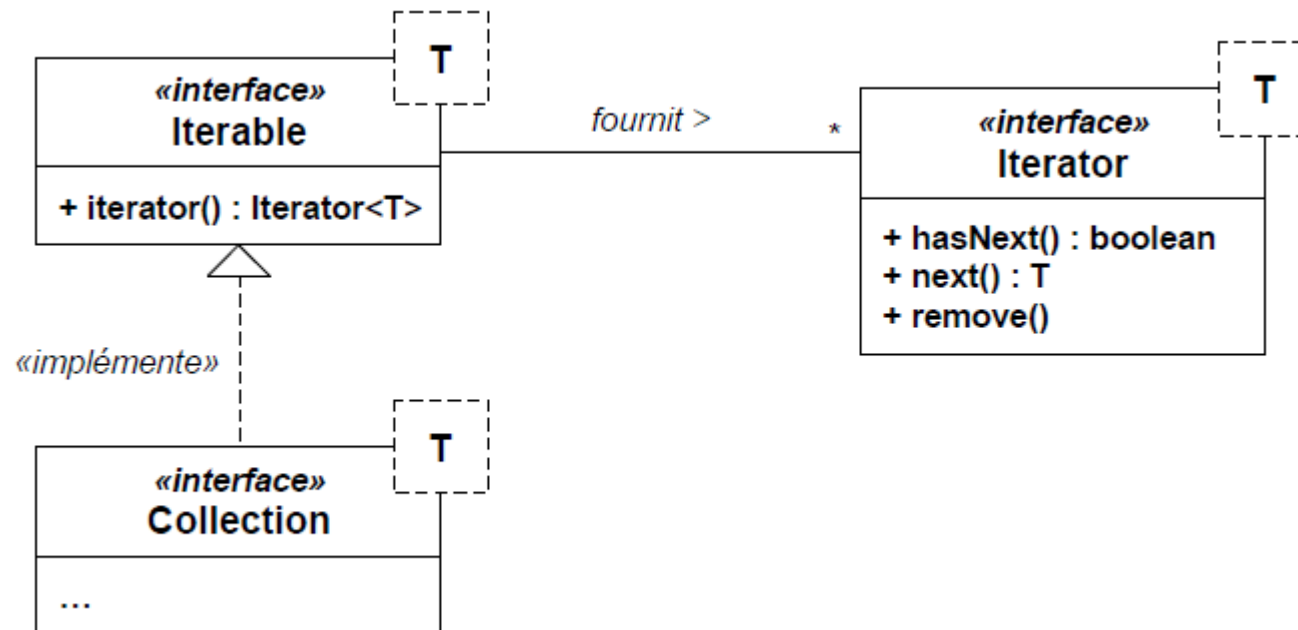 T
«interface»
Iterable
+ iterator() : Iterator<T>
fournit >
*
T
«interface»
Iterator
+ hasNext() : boolean
+ next() : T
+ remove()
«implémente»
T
«interface»
Collection
...